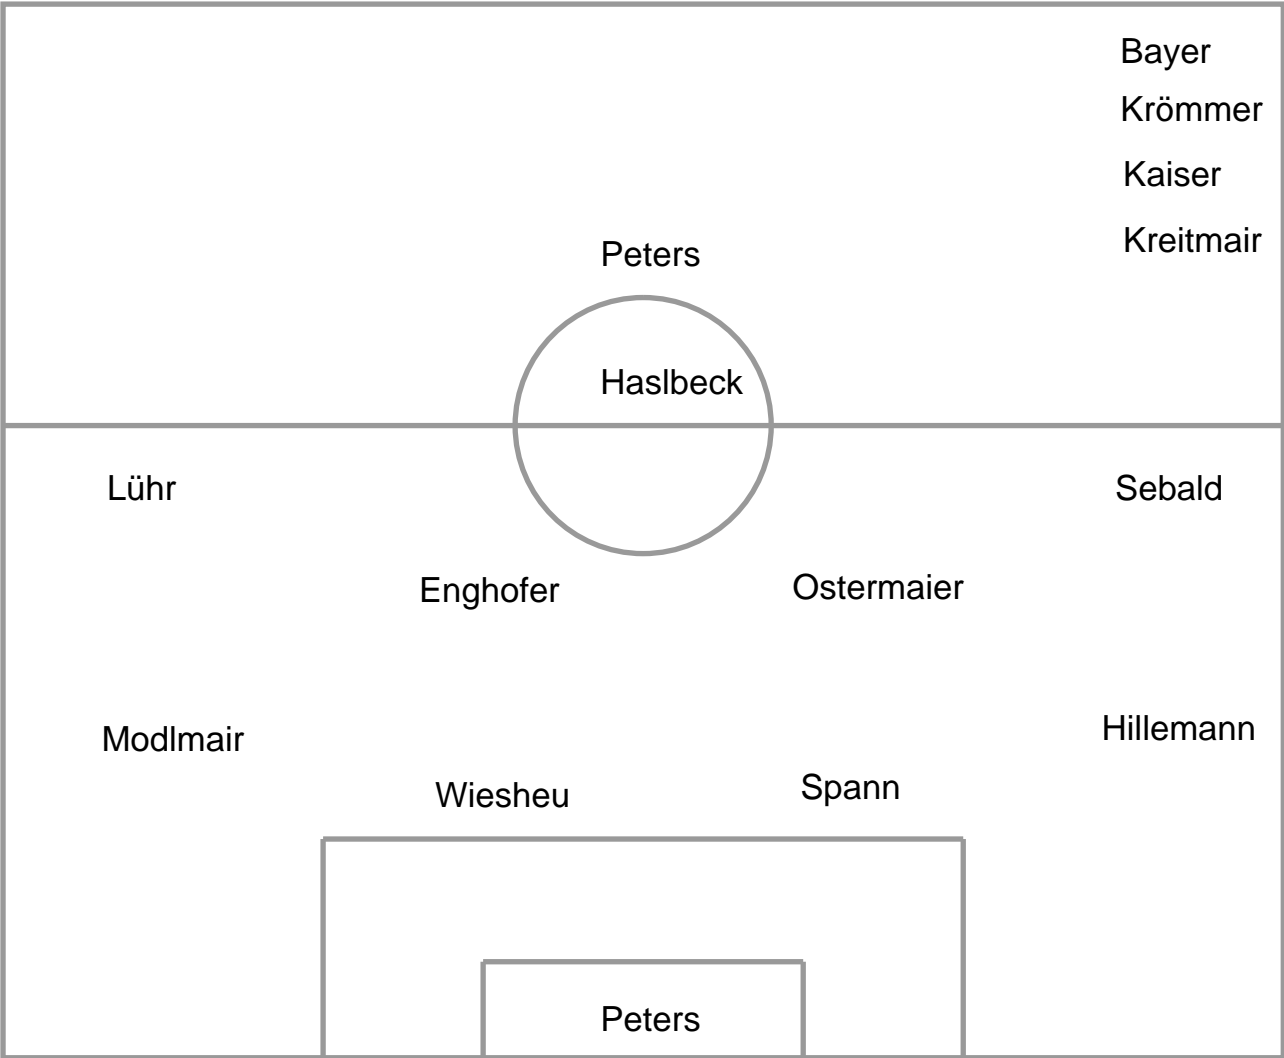 Bayer
Krömmer
Kaiser
Kreitmair
Peters
Haslbeck
Lühr
Sebald
Enghofer
Ostermaier
Modlmair
Hillemann
Wiesheu
Spann
Peters